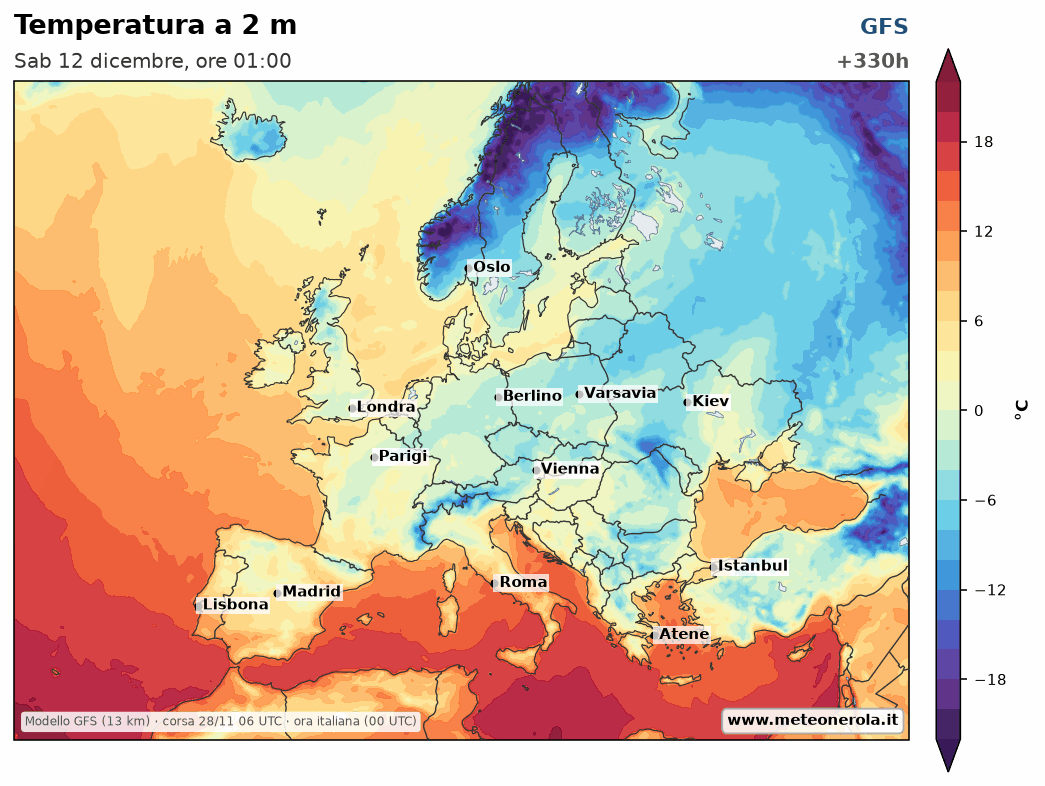 Temperatura a 2 m
GFS
Sab 12 dicembre, ore 01:00
+330h
18
12
6
0
−6
−12
−18
°C
Oslo
Londra
Berlino
Varsavia
Kiev
Parigi
Vienna
Istanbul
Roma
Madrid
Lisbona
Atene
Modello GFS (13 km) · corsa 28/11 06 UTC · ora italiana (00 UTC)
www.meteonerola.it